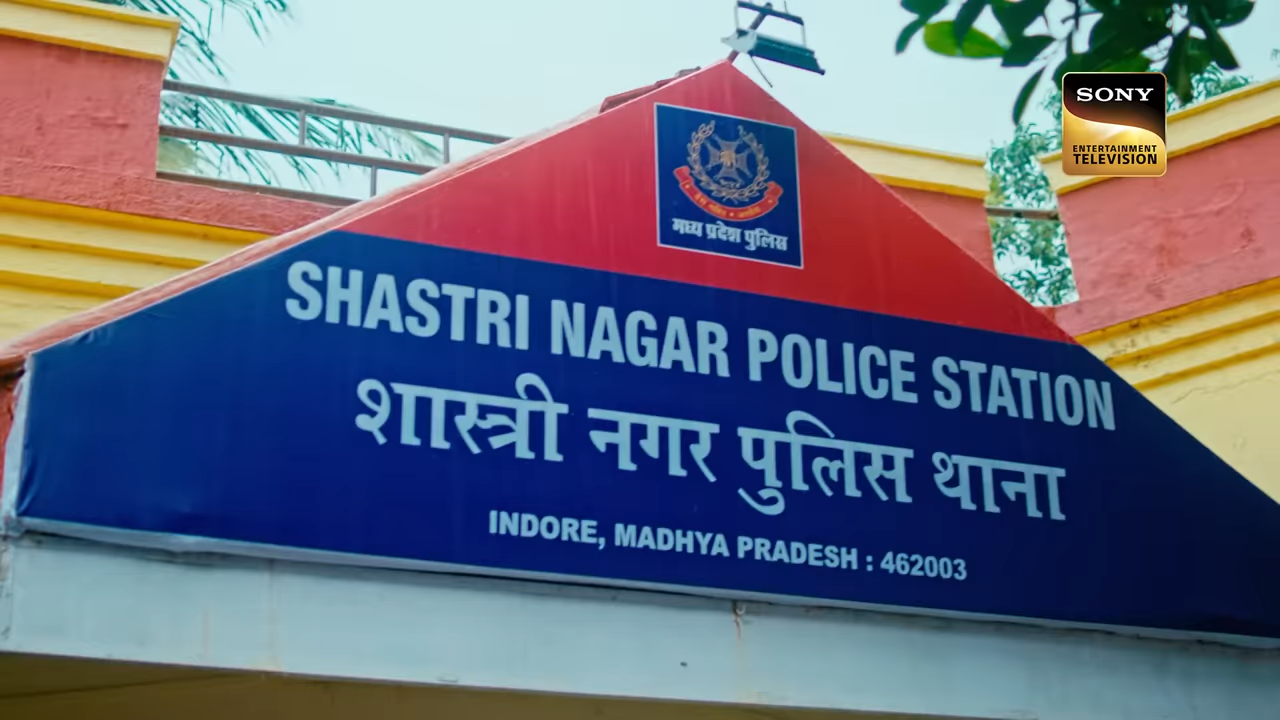 SONY
ENTERTAINMENT
TELEVISION
मध्य प्रदेश पुलिस
SHASTRI NAGAR POLICE STATION
शास्त्री नगर पुलिस थाना
INDORE, MADHYA PRADESH : 462003